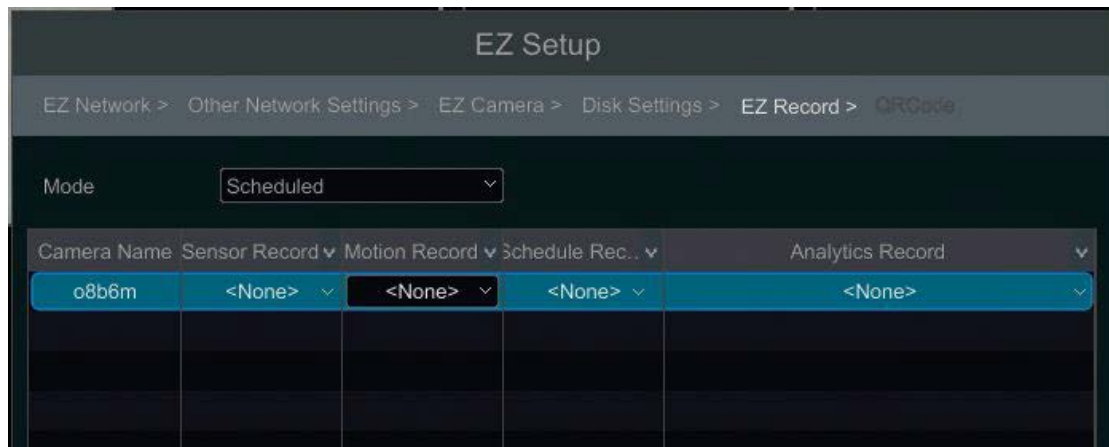 EZ Setup
EZ Network > Other Network Settings > EZ Camera > Disk Settings > EZ Record > QRCode
Mode Scheduled
Camera Name Sensor Record Motion Record Schedule Rec.. Analytics Record
o8b6m <None> <None> <None> <None>